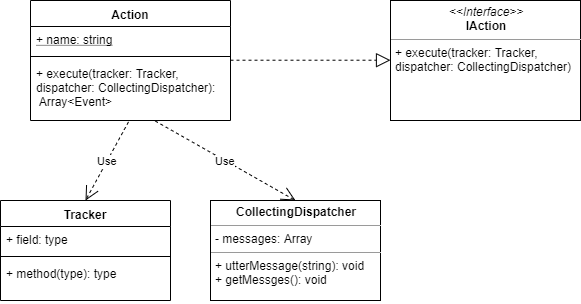 Action
+ name: string
+ execute(tracker: Tracker,
dispatcher: CollectingDispatcher):
Array<Event>
<<Interface>>
IAction
+ execute(tracker: Tracker,
dispatcher: CollectingDispatcher)
Use
Use
Tracker
+ field: type
+ method(type): type
CollectingDispatcher
- messages: Array
+ utterMessage(string): void
+ getMessges(): void